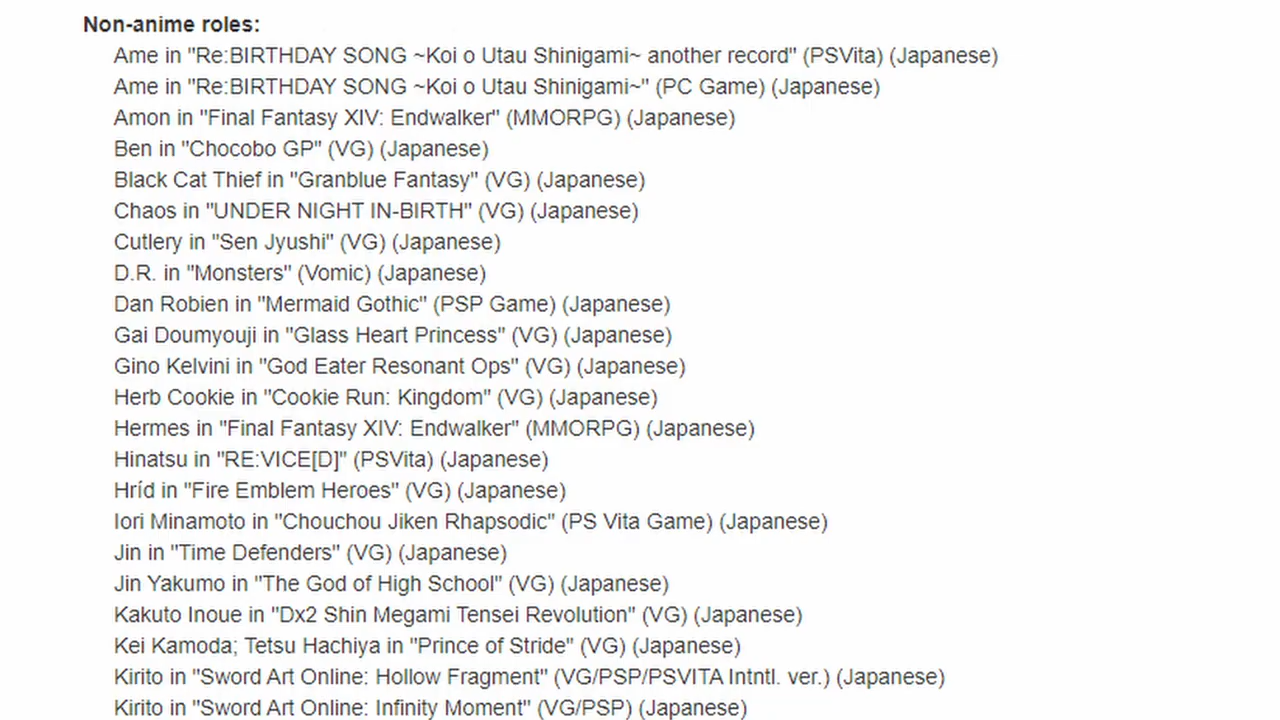 Non-anime roles:
Ame in "Re:BIRTHDAY SONG ~Koi o Utau Shinigami~ another record" (PSVita) (Japanese)
Ame in "Re:BIRTHDAY SONG ~Koi o Utau Shinigami~" (PC Game) (Japanese)
Amon in "Final Fantasy XIV: Endwalker" (MMORPG) (Japanese)
Ben in "Chocobo GP" (VG) (Japanese)
Black Cat Thief in "Granblue Fantasy" (VG) (Japanese)
Chaos in "UNDER NIGHT IN-BIRTH" (VG) (Japanese)
Cutlery in "Sen Jyushi" (VG) (Japanese)
D.R. in "Monsters" (Vomic) (Japanese)
Dan Robien in "Mermaid Gothic" (PSP Game) (Japanese)
Gai Doumyouji in "Glass Heart Princess" (VG) (Japanese)
Gino Kelvini in "God Eater Resonant Ops" (VG) (Japanese)
Herb Cookie in "Cookie Run: Kingdom" (VG) (Japanese)
Hermes in "Final Fantasy XIV: Endwalker" (MMORPG) (Japanese)
Hinatsu in "RE:VICE[D]" (PSVita) (Japanese)
Hríd in "Fire Emblem Heroes" (VG) (Japanese)
Iori Minamoto in "Chouchou Jiken Rhapsodic" (PS Vita Game) (Japanese)
Jin in "Time Defenders" (VG) (Japanese)
Jin Yakumo in "The God of High School" (VG) (Japanese)
Kakuto Inoue in "Dx2 Shin Megami Tensei Revolution" (VG) (Japanese)
Kei Kamoda; Tetsu Hachiya in "Prince of Stride" (VG) (Japanese)
Kirito in "Sword Art Online: Hollow Fragment" (VG/PSP/PSVITA Intntl. ver.) (Japanese)
Kirito in "Sword Art Online: Infinity Moment" (VG/PSP) (Japanese)